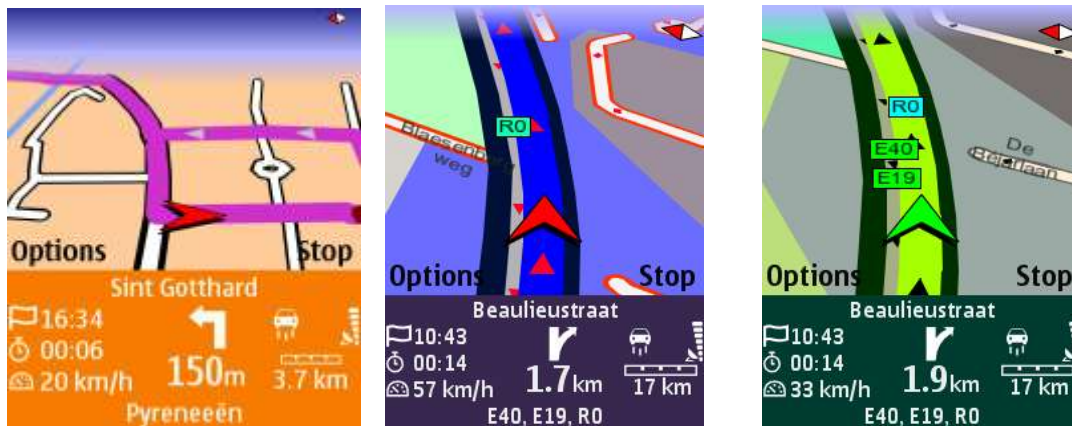 Options Stop
Sint Gotthard
16:34
00:06
20 km/h
150m
3.7 km
Pyreneeën
R0
Blaesenborg
weg
Options Stop
Beaulieustraat
10:43
00:14
57 km/h
1.7km
17 km
E40, E19, R0
R0
E40
E19
De
Options Stop
Beaulieustraat
10:43
00:14
33 km/h
1.9km
17 km
E40, E19, R0